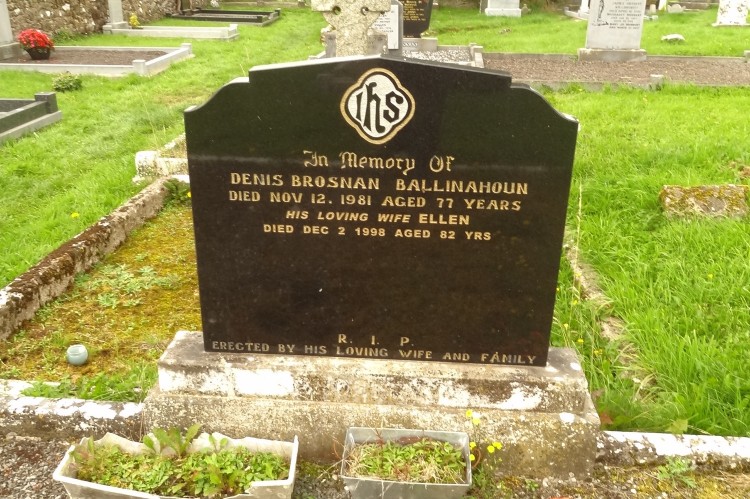 IHS
In Memory Of
DENIS BROSNAN BALLINAHOUN
DIED NOV 12. 1981 AGED 77 YEARS
HIS LOVING WIFE ELLEN
DIED DEC 2 1998 AGED 82 YRS
R. I. P.
ERECTED BY HIS LOVING WIFE AND FAMILY